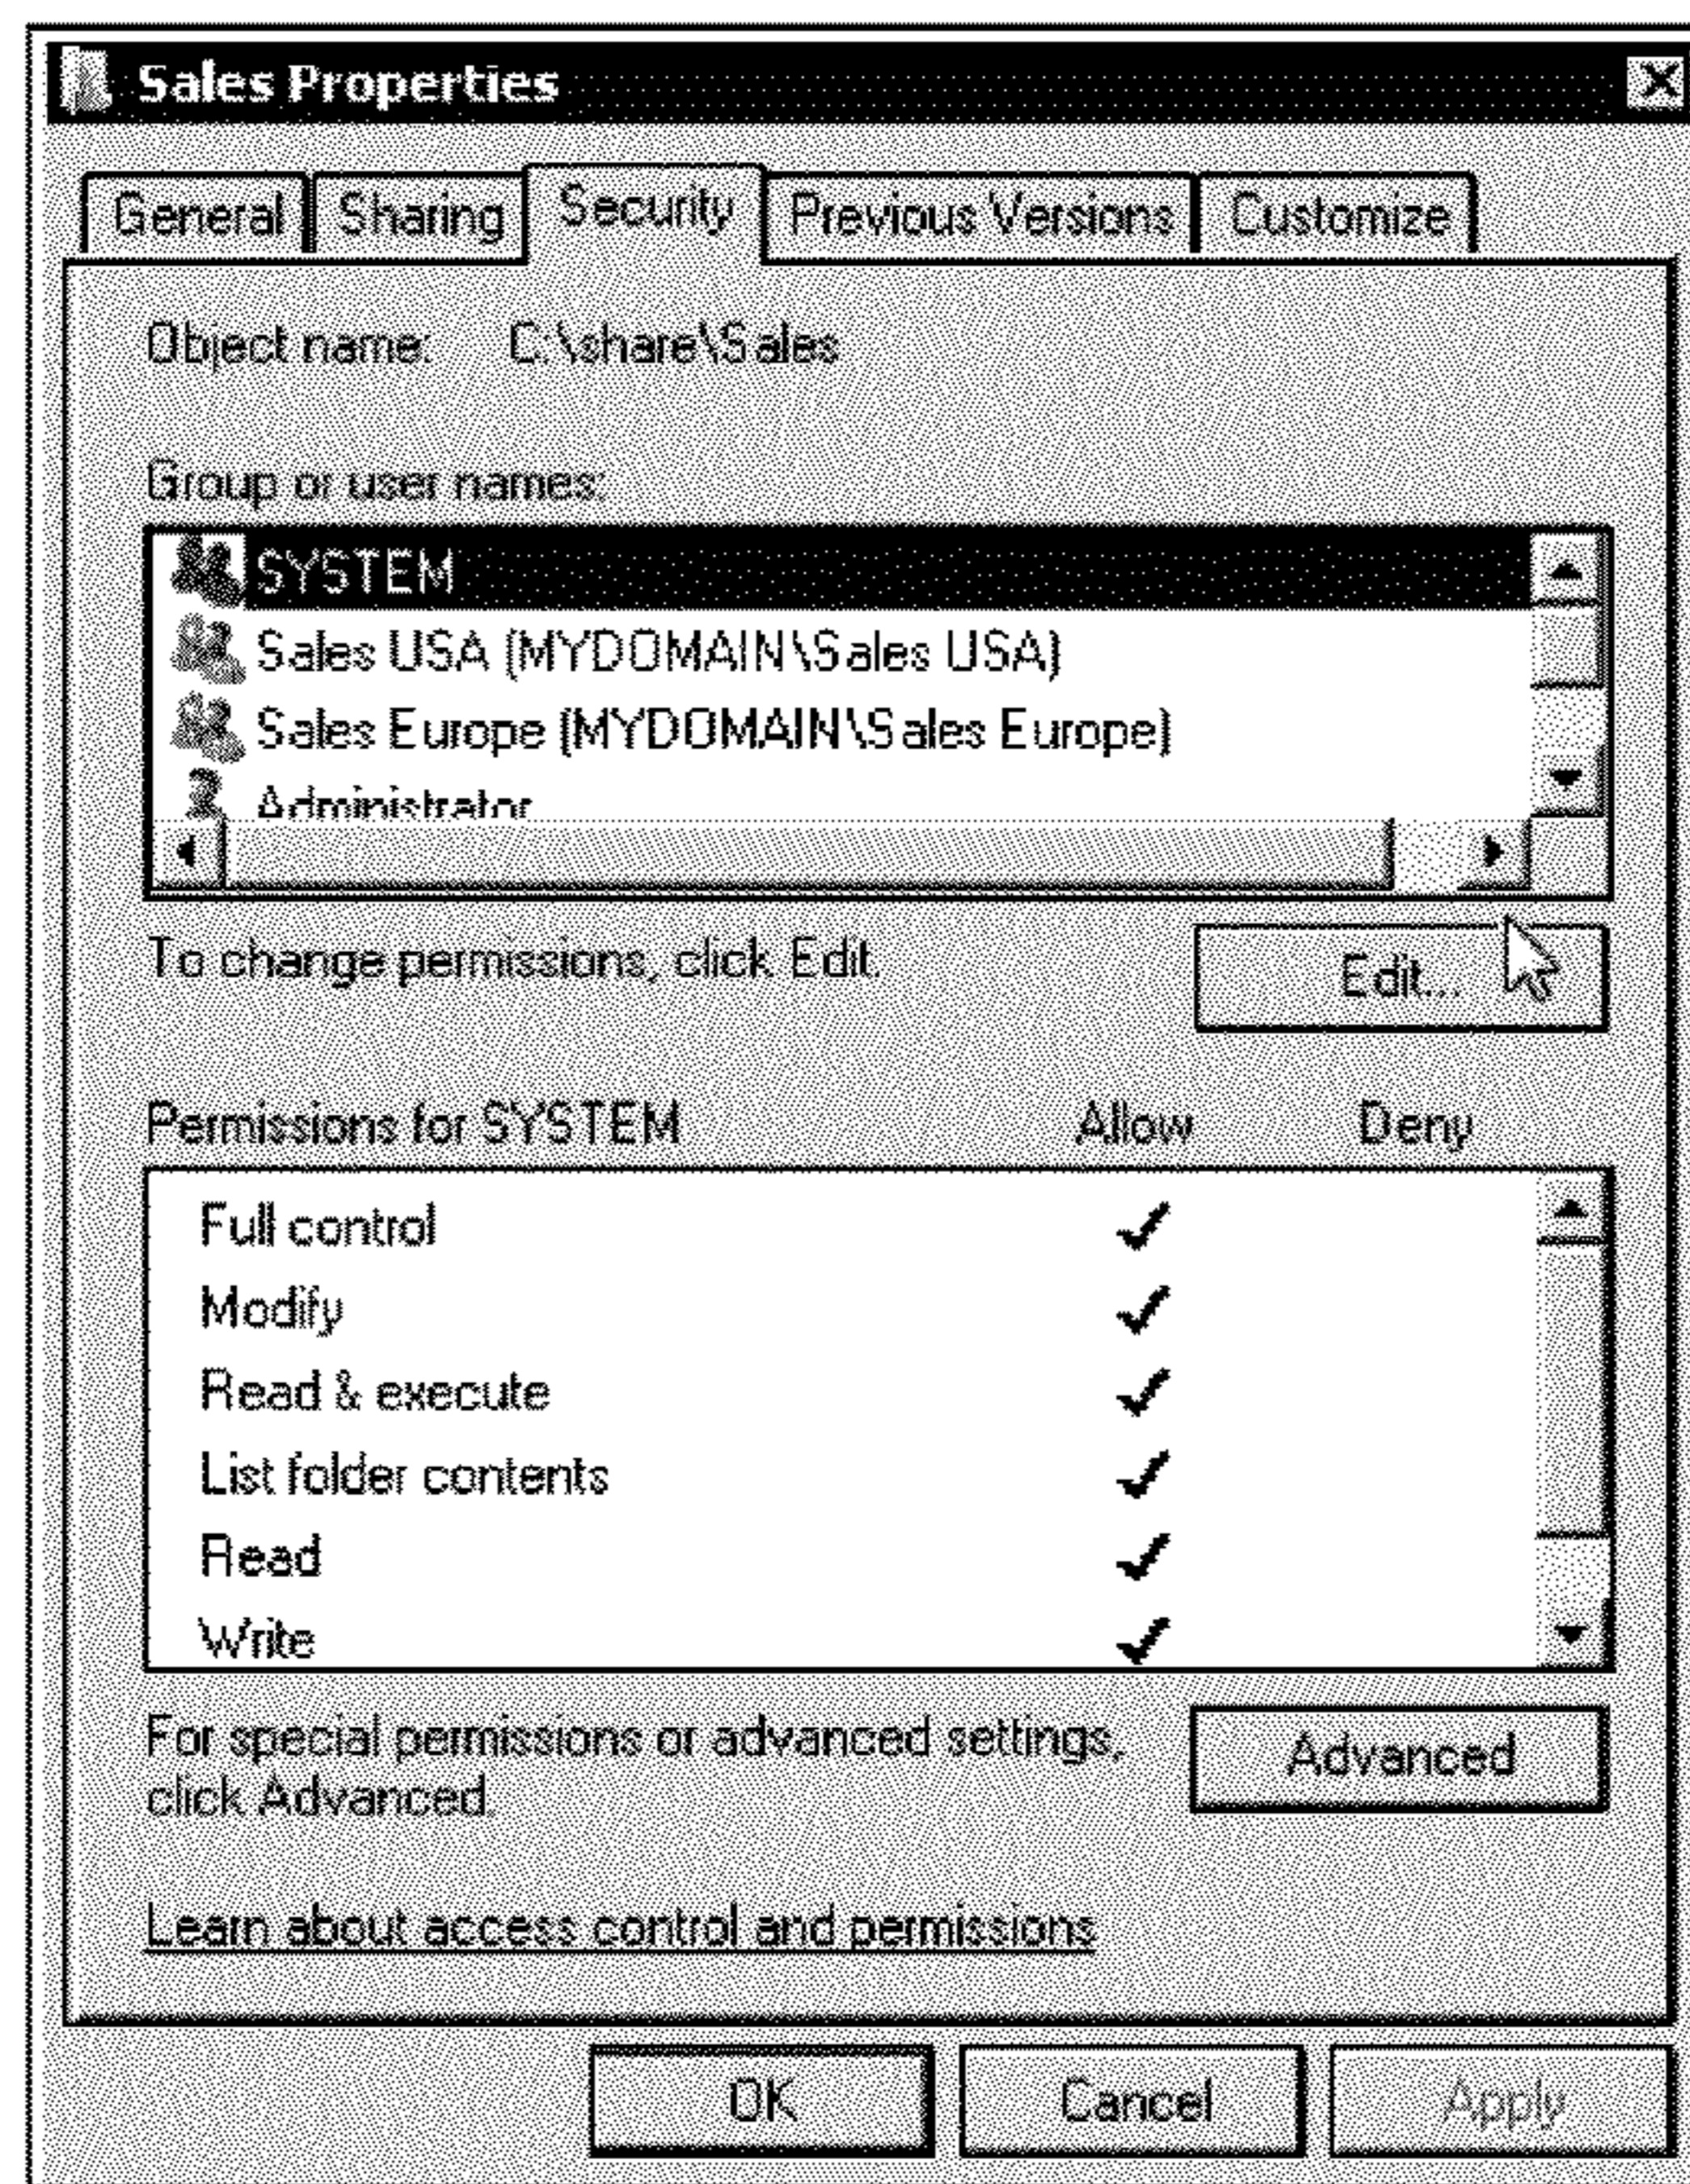 Sales Properties
General Sharing Security Previous Versions Customize
Object name: C:\share\Sales
Group or user names:
SYSTEM
Sales USA (MYDOMAIN\Sales USA)
Sales Europe (MYDOMAIN\Sales Europe)
Administrator
To change permissions, click Edit.
Edit...
Permissions for SYSTEM Allow Deny
Full control
Modify
Read & execute
List folder contents
Read
Write
For special permissions or advanced settings,
click Advanced.
Advanced
Learn about access control and permissions
OK Cancel Apply